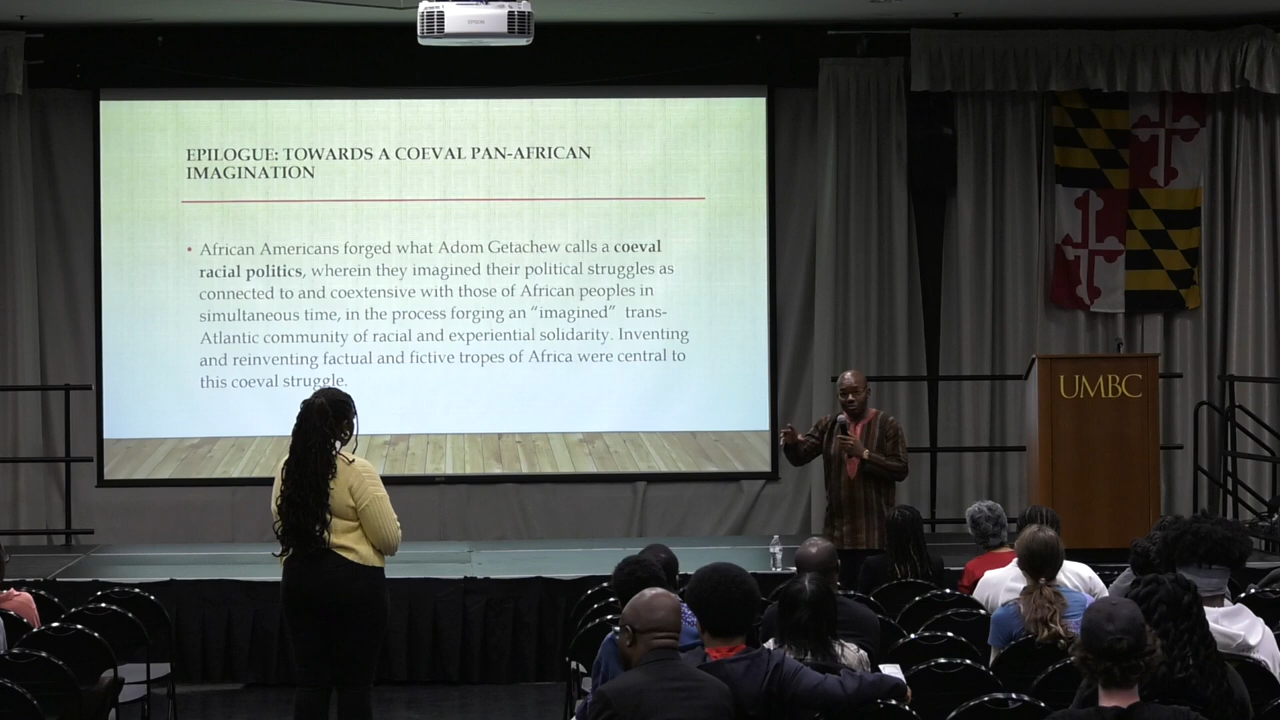 EPSON
EPILOGUE: TOWARDS A COEVAL PAN-AFRICAN
IMAGINATION
• African Americans forged what Adom Getachew calls a coeval
racial politics, wherein they imagined their political struggles as
connected to and coextensive with those of African peoples in
simultaneous time, in the process forging an “imagined” trans-
Atlantic community of racial and experiential solidarity. Inventing
and reinventing factual and fictive tropes of Africa were central to
this coeval struggle.
UMBC